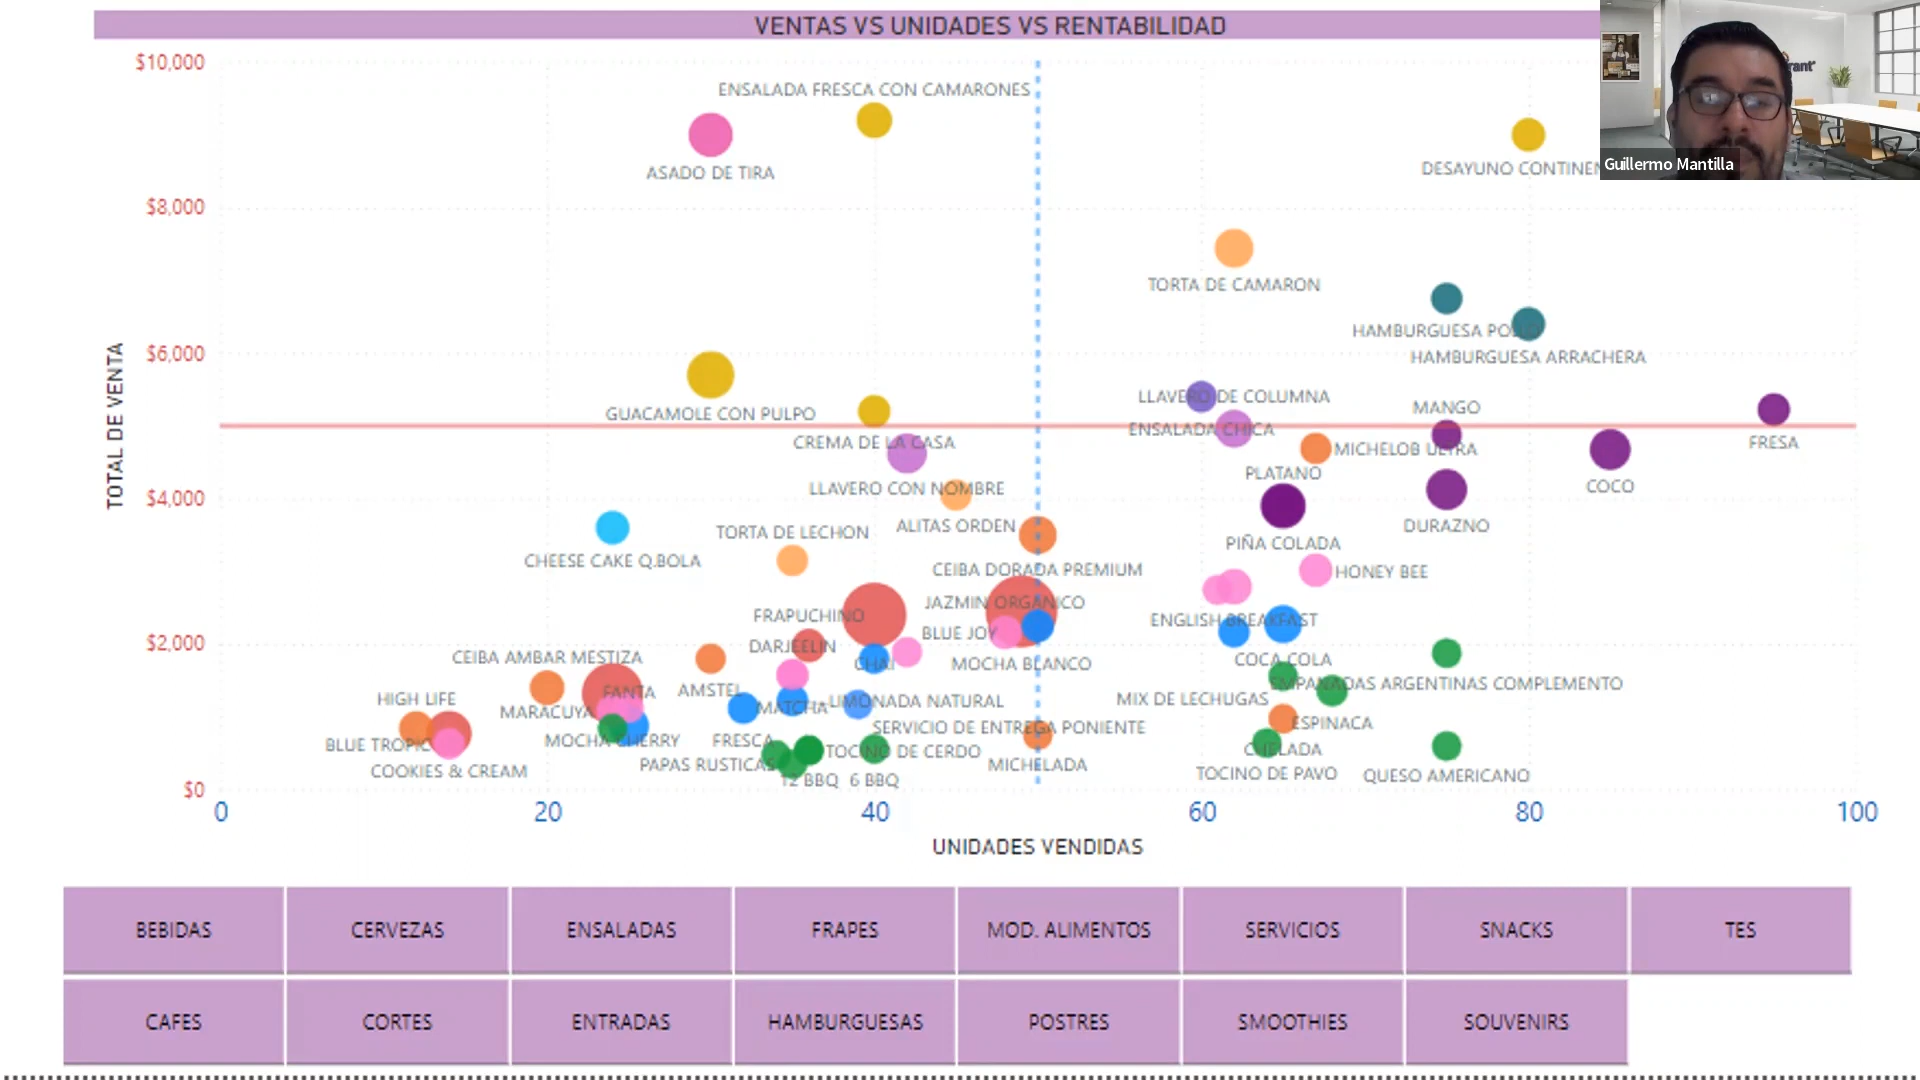 VENTAS VS UNIDADES VS RENTABILIDAD
rant®
Guillermo Mantilla
TOTAL DE VENTA
$10,000
$8,000
$6,000
$4,000
$2,000
$0
ENSALADA FRESCA CON CAMARONES
ASADO DE TIRA
DESAYUNO CONTINEN
TORTA DE CAMARON
HAMBURGUESA POLLO
HAMBURGUESA ARRACHERA
LLAVERO DE COLUMNA
MANGO
GUACAMOLE CON PULPO
ENSALADA CHICA
CREMA DE LA CASA
MICHELOB ULTRA
FRESA
PLATANO
COCO
LLAVERO CON NOMBRE
ALITAS ORDEN
DURAZNO
TORTA DE LECHON
PIÑA COLADA
CHEESE CAKE Q.BOLA
CEIBA DORADA PREMIUM
HONEY BEE
JAZMIN ORGANICO
FRAPUCHINO
ENGLISH BREAKFAST
BLUE JOY
DARJEELIN
CEIBA AMBAR MESTIZA
CHAI
MOCHA BLANCO
COCA COLA
EMPANADAS ARGENTINAS COMPLEMENTO
FANTA
AMSTEL
HIGH LIFE
MIX DE LECHUGAS
MATCHA
LIMONADA NATURAL
MARACUYA
ESPINACA
SERVICIO DE ENTREGA PONIENTE
MOCHA CHERRY
FRESCA
BLUE TROPIC
TOCINO DE CERDO
CHELADA
PAPAS RUSTICAS
MICHELADA
COOKIES & CREAM
TOCINO DE PAVO
QUESO AMERICANO
12 BBQ
6 BBQ
0 20 40 60 80 100
UNIDADES VENDIDAS
BEBIDAS CERVEZAS ENSALADAS FRAPES MOD. ALIMENTOS SERVICIOS SNACKS TES
CAFES CORTES ENTRADAS HAMBURGUESAS POSTRES SMOOTHIES SOUVENIRS